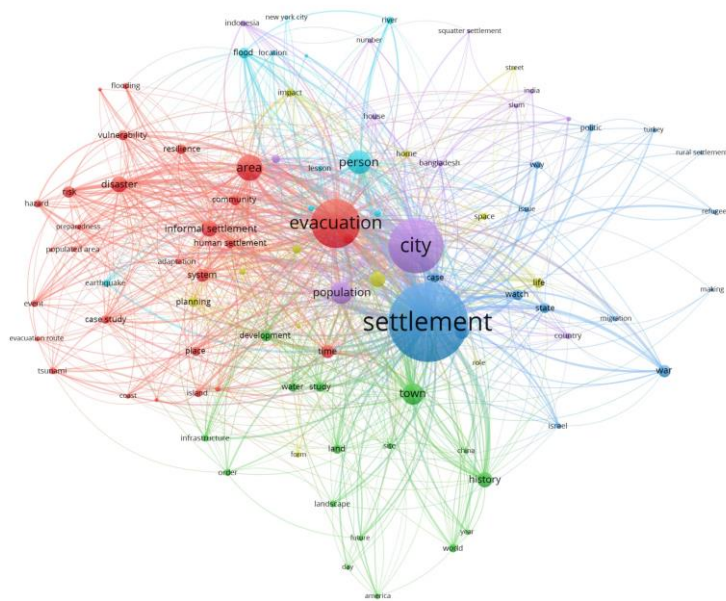 new york city
indonesia
river
squatter settlement
number
flood
location
street
flooding
impact
india
slum
house
politic
turkey
vulnerability
resilience
home
rural settlement
person
bangladesh
way
area
lesson
disaster
risk
community
hazard
issue
refugee
evacuation
space
preparedness
informal settlement
city
human settlement
populated area
adaptation
system
case
earthquake
life
making
population
watch
event
planning
state
settlement
migration
case study
development
country
evacuation route
place
time
role
tsunami
war
water
study
coast
island
town
israel
infrastructure
site
land
china
farm
order
history
landscape
year
future
world
day
america